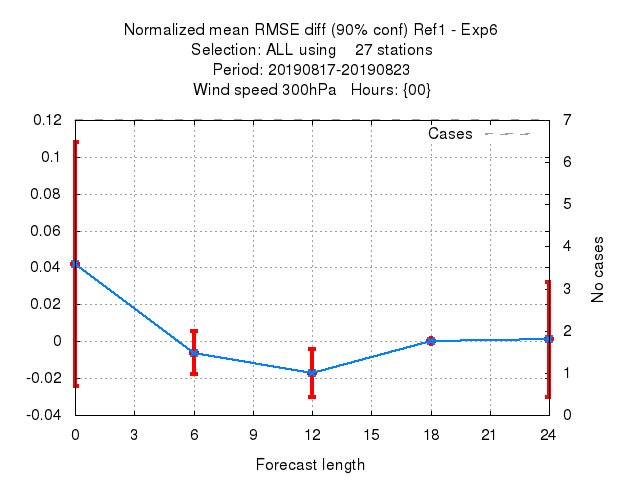 Normalized mean RMSE diff (90% conf) Ref1 - Exp6
Selection: ALL using    27 stations
Period: 20190817-20190823
Wind speed 300hPa   Hours: {00}
Cases
0.12
0.1
0.08
0.06
0.04
0.02
0
-0.02
-0.04
7
6
5
4
3
2
1
0
No cases
0 3 6 9 12 15 18 21 24
Forecast length